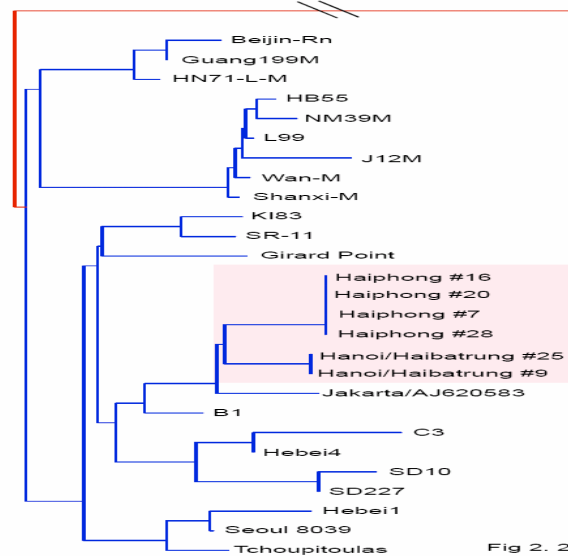 Beijin-Rn
Guang199M
HN71-L-M
HB55
NM39M
L99
J12M
Wan-M
Shanxi-M
KI83
SR-11
Girard Point
Haiphong #16
Haiphong #20
Haiphong #7
Haiphong #28
Hanoi/Haibatrung #25
Hanoi/Haibatrung #9
Jakarta/AJ620583
B1
C3
Hebei4
SD10
SD227
Hebei1
Seoul 8039
Tchoupitoulas
Fig 2. 2